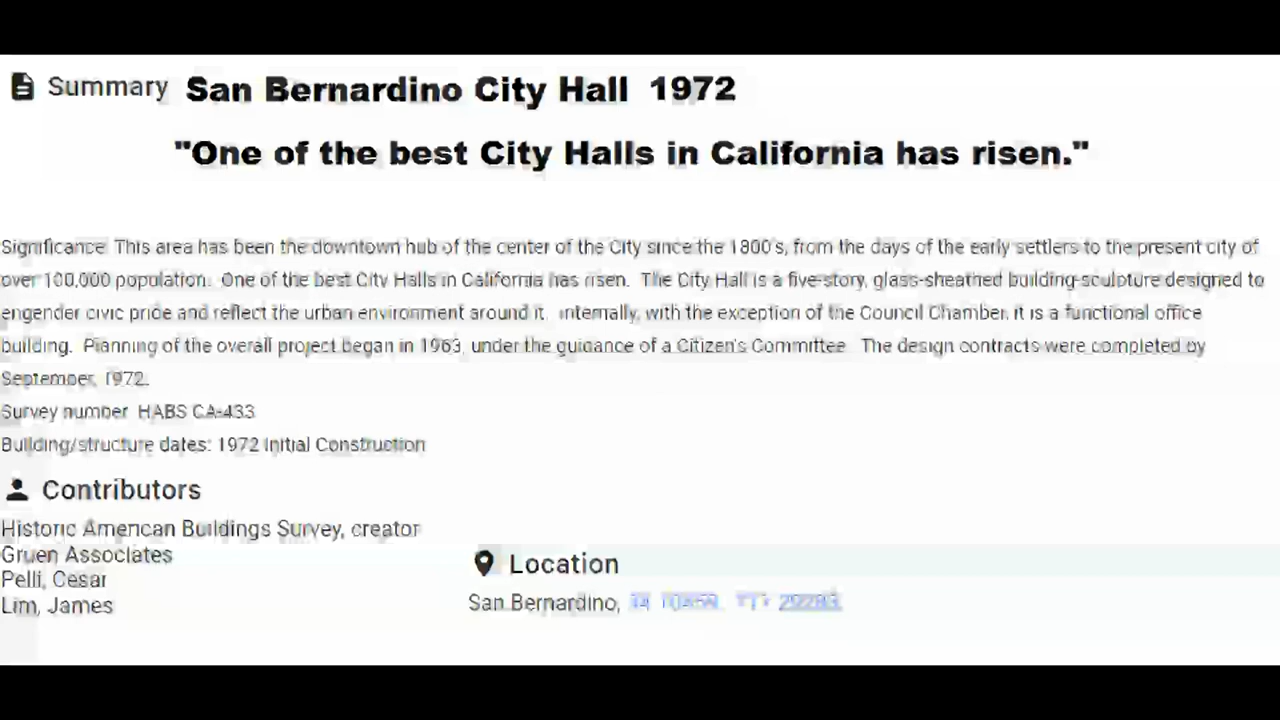 Summary San Bernardino City Hall 1972
"One of the best City Halls in California has risen."
Significance: This area has been the downtown hub of the center of the City since the 1800's, from the days of the early settlers to the present city of
over 100,000 population. One of the best City Halls in California has risen. The City Hall is a five-story, glass-sheathed building-sculpture designed to
engender civic pride and reflect the urban environment around it. Internally, with the exception of the Council Chamber, it is a functional office
building. Planning of the overall project began in 1963, under the guidance of a Citizen's Committee. The design contracts were completed by
September, 1972.
Survey number HABS CA-433
Building/structure dates: 1972 Initial Construction
Contributors
Historic American Buildings Survey, creator
Gruen Associates
Pelli, Cesar
Lim, James
Location
San Bernardino,